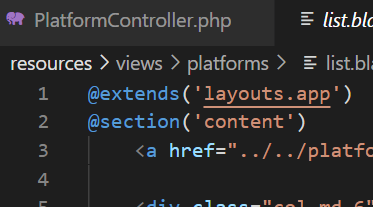 PlatformController.php list.bla
resources > views > platforms > list.bla
1 @extends('layouts.app')
2 @section('content')
3 <a href="../../platfo
4
5 <div class="col-md-6"